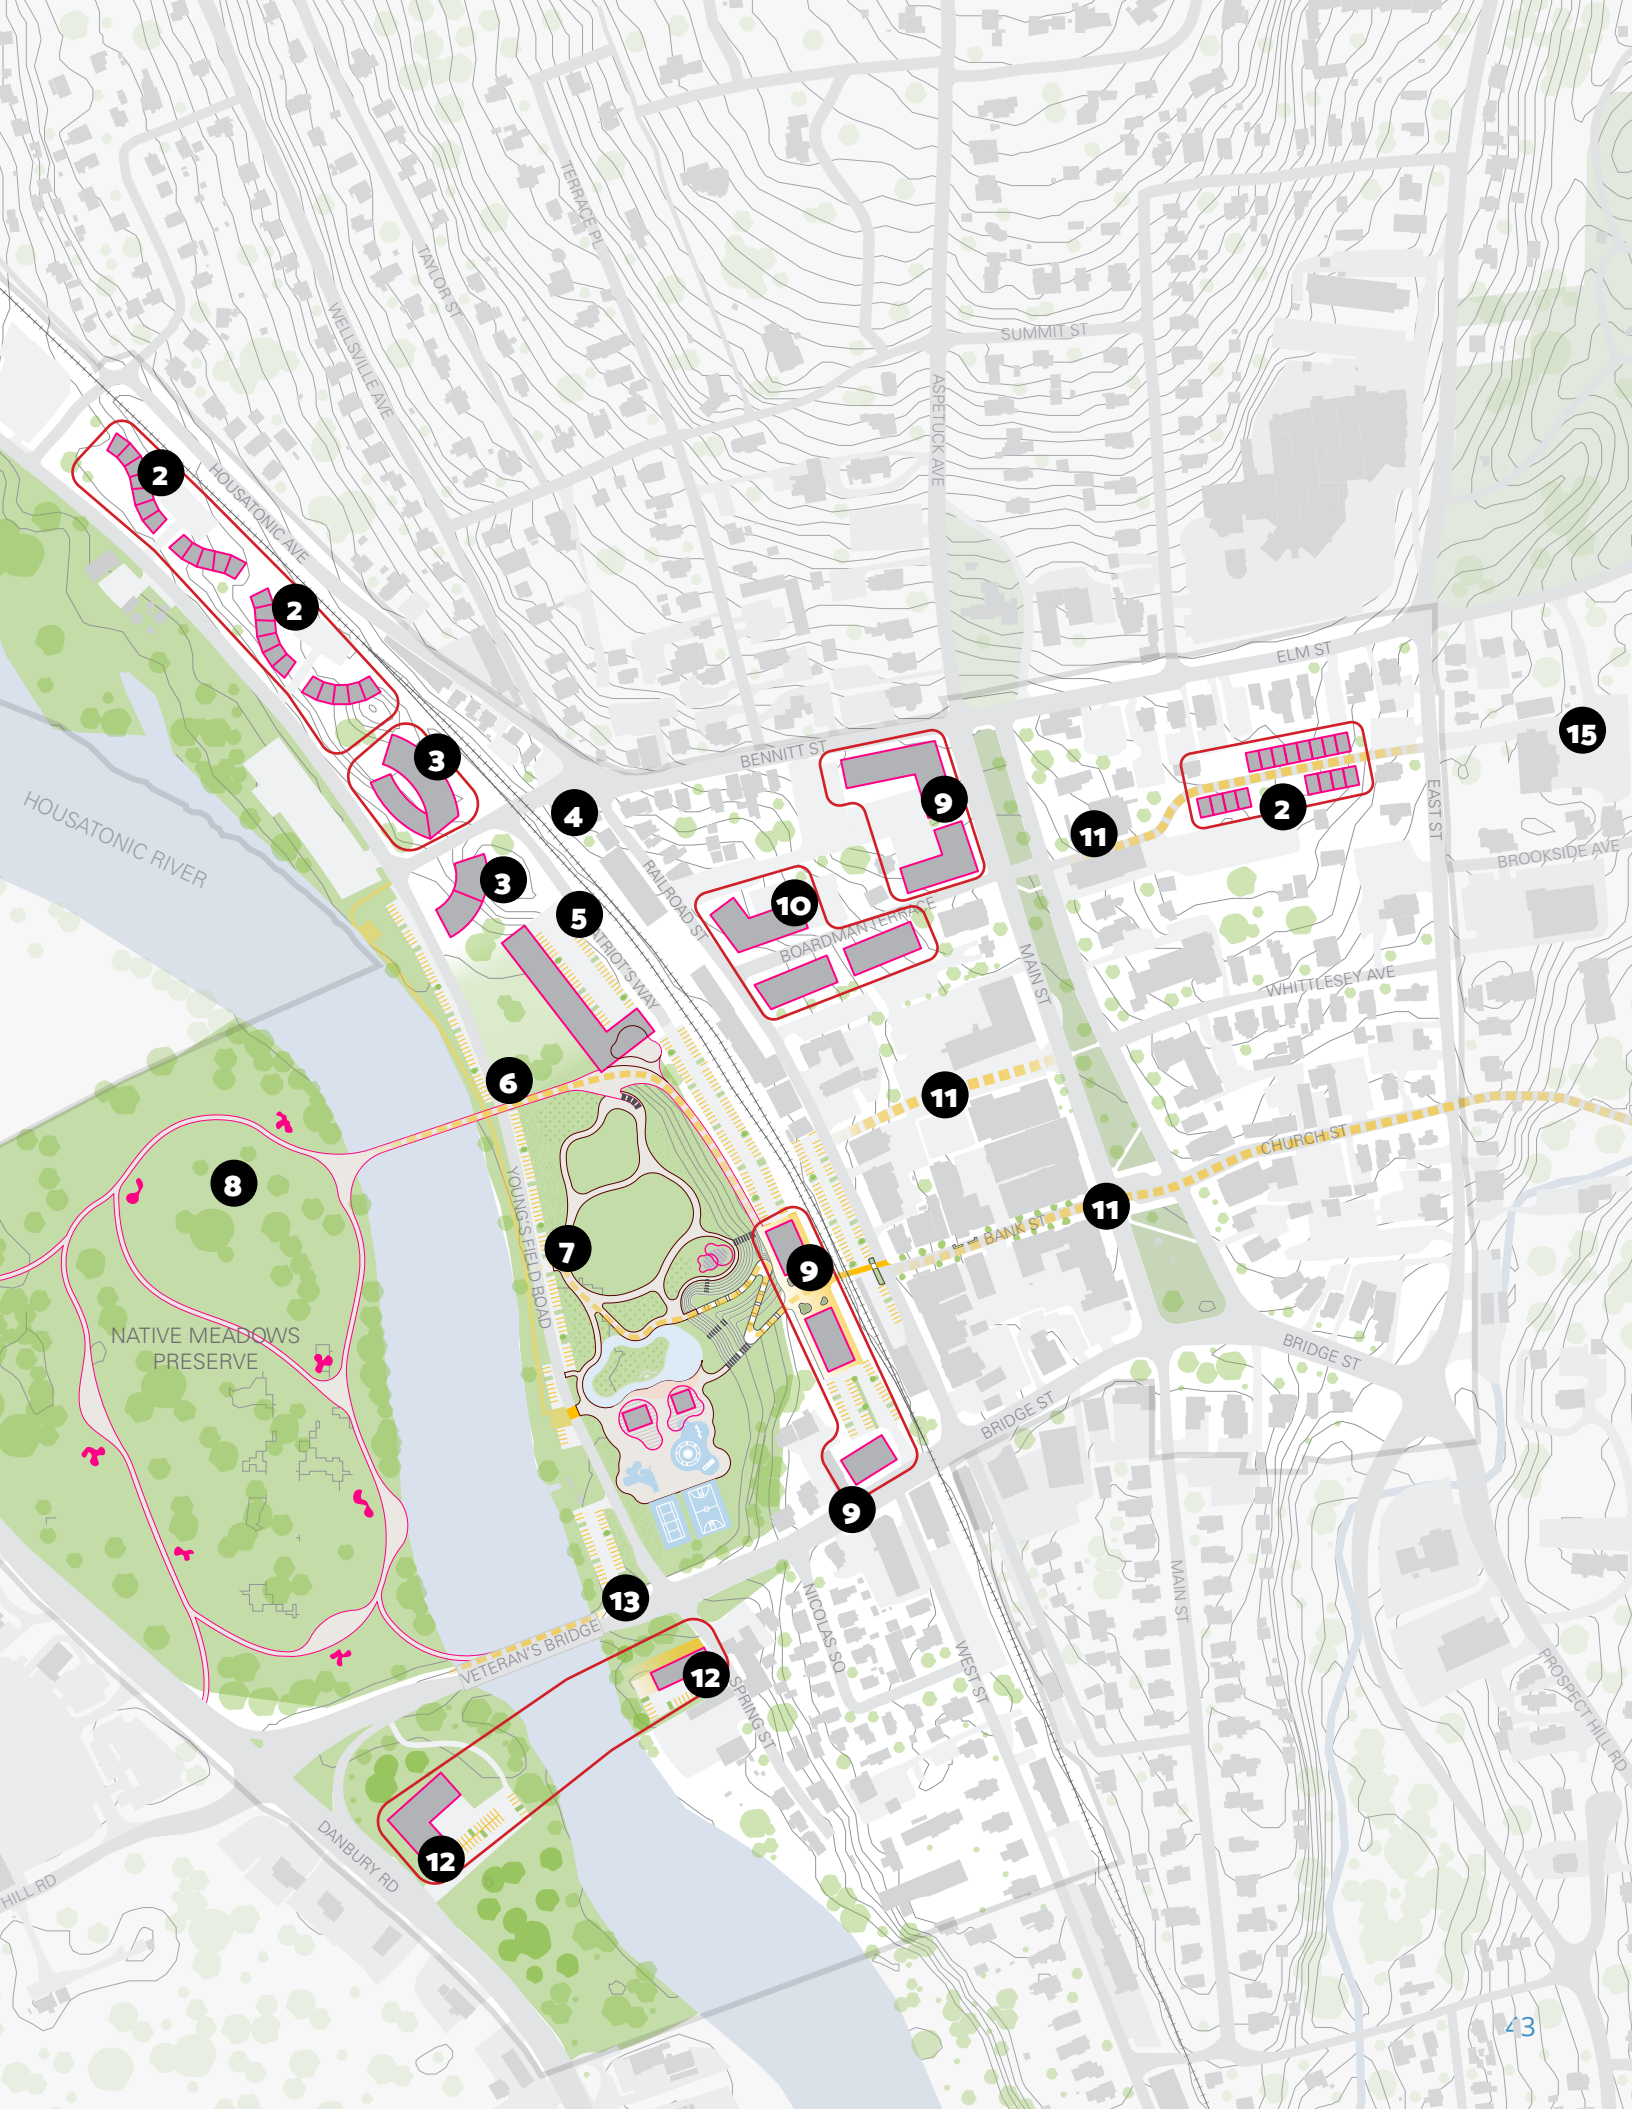 TERRACE PL
TAYLOR ST
WELLSVILLE AVE
SUMMIT ST
ASPETUCK AVE
2
HOUSATONIC AVE
2
ELM ST
15
3
BENNITT ST
9
2
4
11
EAST ST
HOUSATONIC RIVER
BROOKSIDE AVE
3
RAILROAD ST
10
5
BOARDMAN TERRACE
PATRIOT'S WAY
MAIN ST
WHITTLESEY AVE
6
11
CHURCH ST
8
11
YOUNG'S FIELD ROAD
7
BANK ST
9
NATIVE MEADOWS
PRESERVE
BRIDGE ST
BRIDGE ST
9
MAIN ST
13
NICOLAS SQ
VETERAN'S BRIDGE
12
WEST ST
SPRING ST
PROSPECT HILL RD
DANBURY RD
12
HILL RD
43